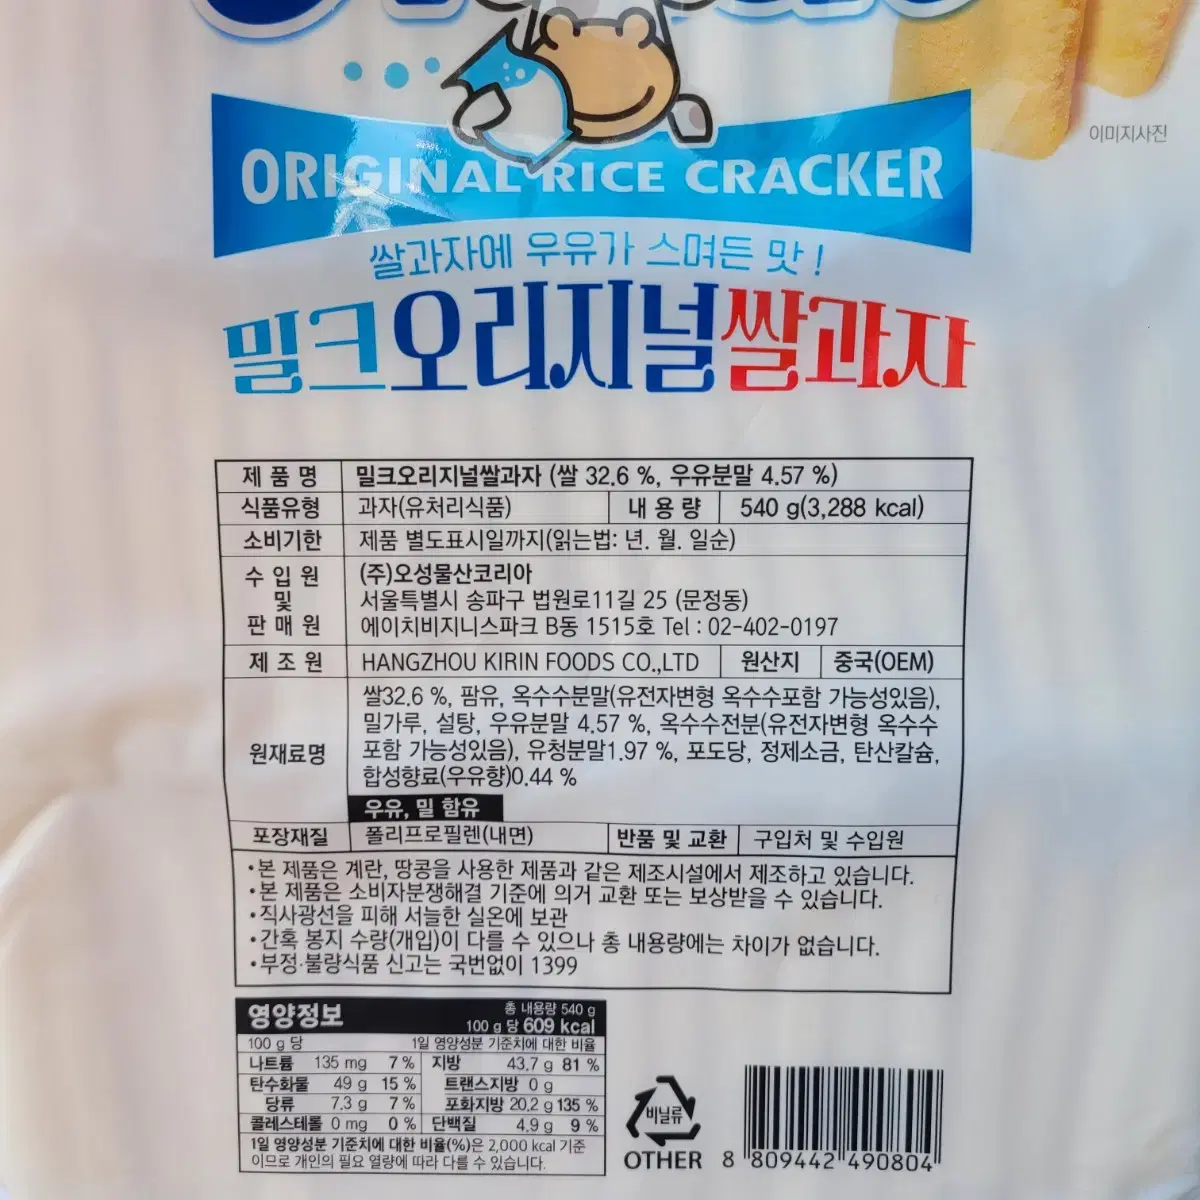 이미지사진
ORIGINAL RICE CRACKER
쌀과자에 우유가 스며든 맛!
밀크오리지널쌀과자
제 품 명 밀크오리지널쌀과자 (쌀 32.6 %, 우유분말 4.57 %)
식품유형 과자(유처리식품) 내 용 량 540 g(3,288 kcal)
소비기한 제품 별도표시일까지(읽는법: 년. 월. 일순)
수 입 원 및 판 매 원 (주)오성물산코리아
서울특별시 송파구 법원로11길 25 (문정동)
에이치비지니스파크 B동 1515호 Tel : 02-402-0197
제 조 원 HANGZHOU KIRIN FOODS CO.,LTD 원산지 중국(OEM)
원재료명 쌀32.6 %, 팜유, 옥수수분말(유전자변형 옥수수포함 가능성있음),
밀가루, 설탕, 우유분말 4.57 %, 옥수수전분(유전자변형 옥수수
포함 가능성있음), 유청분말1.97 %, 포도당, 정제소금, 탄산칼슘,
합성향료(우유향)0.44 %
우유, 밀 함유
포장재질 폴리프로필렌(내면) 반품 및 교환 구입처 및 수입원
•본 제품은 계란, 땅콩을 사용한 제품과 같은 제조시설에서 제조하고 있습니다.
•본 제품은 소비자분쟁해결 기준에 의거 교환 또는 보상받을 수 있습니다.
•직사광선을 피해 서늘한 실온에 보관
•간혹 봉지 수량(개입)이 다를 수 있으나 총 내용량에는 차이가 없습니다.
•부정·불량식품 신고는 국번없이 1399
영양정보 총 내용량 540 g
100 g 당 609 kcal
100 g 당 1일 영양성분 기준치에 대한 비율
나트륨 135 mg 7 % 지방 43.7 g 81 %
탄수화물 49 g 15 % 트랜스지방 0 g
당류 7.3 g 7 % 포화지방 20.2 g 135 %
콜레스테롤 0 mg 0 % 단백질 4.9 g 9 %
1일 영양성분 기준치에 대한 비율(%)은 2,000 kcal 기준
이므로 개인의 필요 열량에 따라 다를 수 있습니다.
비닐류
OTHER
8 809442 490804